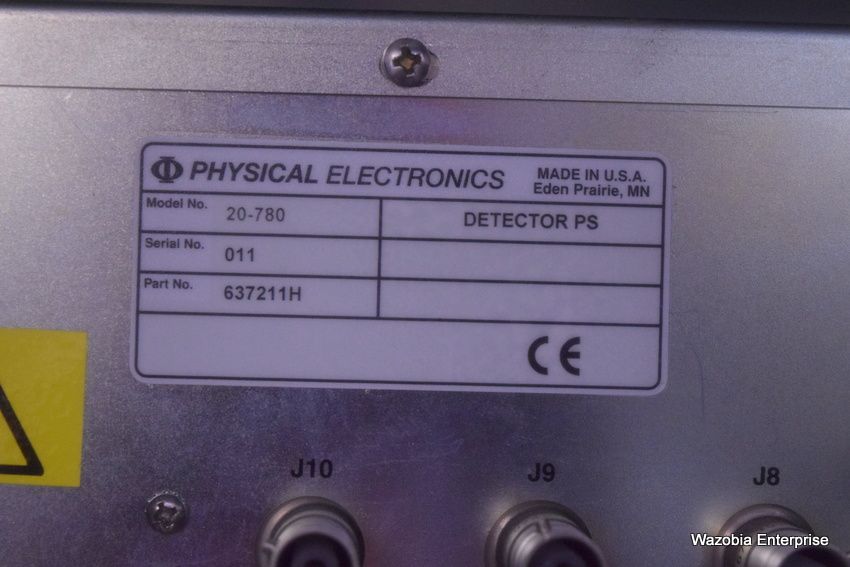 Φ PHYSICAL ELECTRONICS
MADE IN U.S.A.
Eden Prairie, MN
Model No. 20-780
DETECTOR PS
Serial No. 011
Part No. 637211H
CE
J10 J9 J8
Wazobia Enterprise